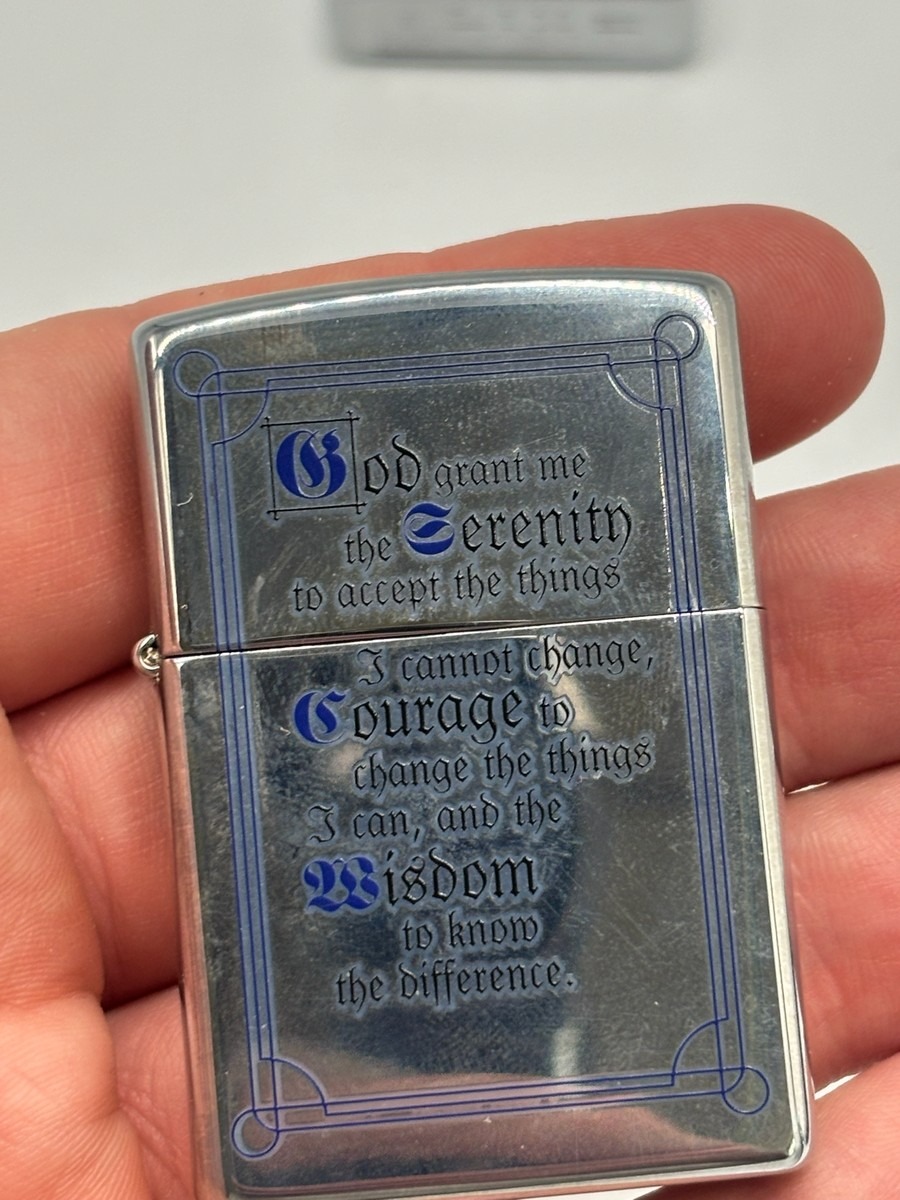 God grant me
the Serenity
to accept the things
I cannot change,
Courage to
change the things
I can, and the
Wisdom
to know
the difference.